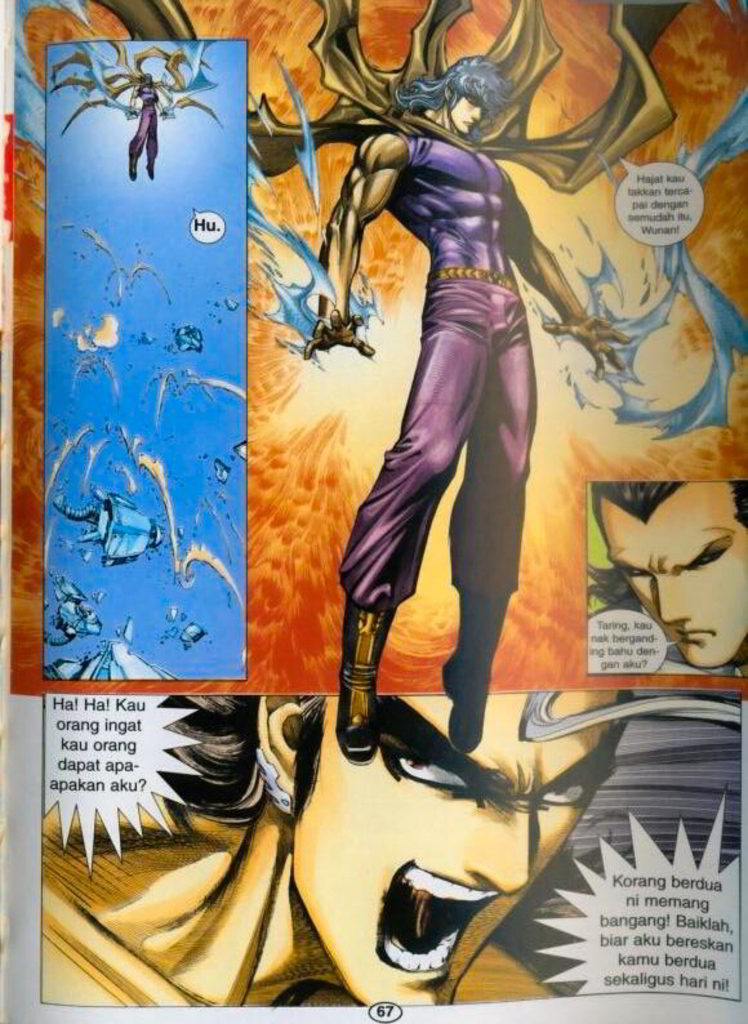 Hu.
Hajat kau
takkan terca-
pai dengan
semudah itu,
Wunan!
Taring, kau
nak bergand-
ing bahu den-
gan aku?
Ha! Ha! Kau
orang ingat
kau orang
dapat apa-
apakan aku?
Korang berdua
ni memang
bangang! Baiklah,
biar aku bereskan
kamu berdua
sekaligus hari ni!
67